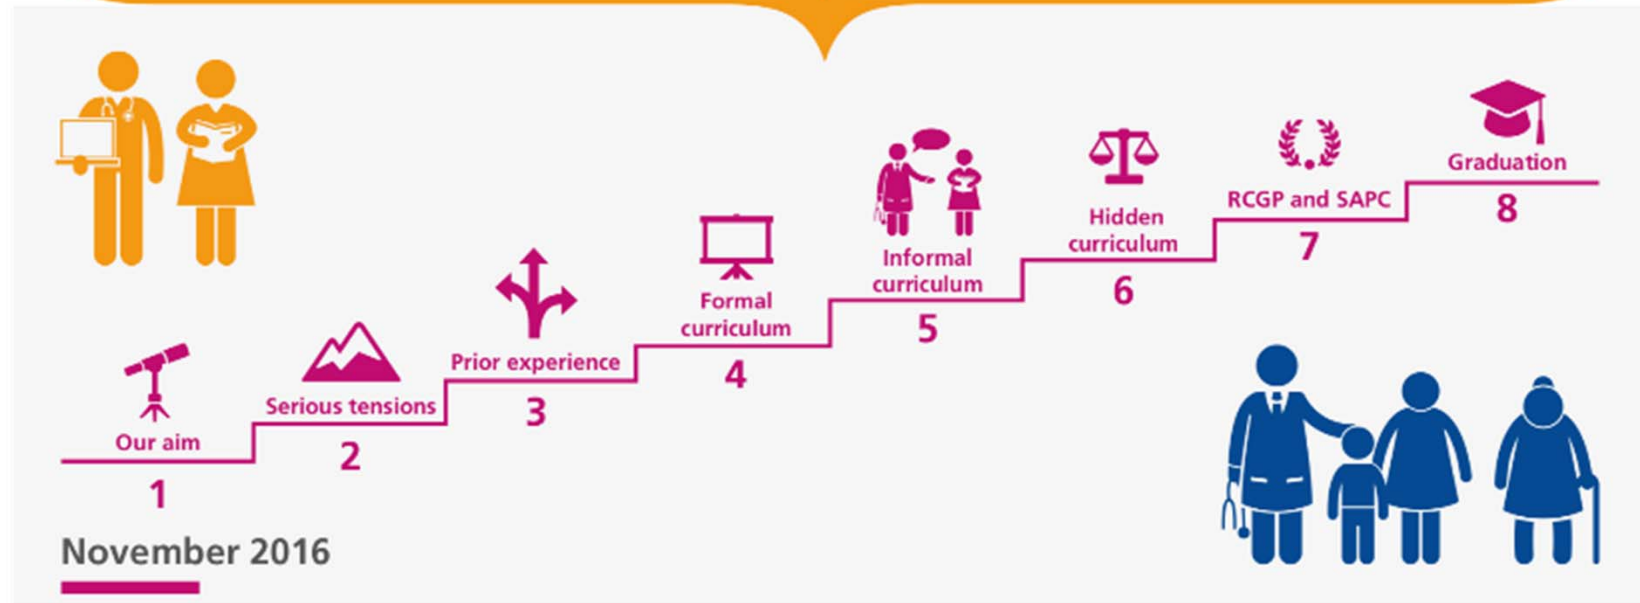 Our aim
1
Serious tensions
2
Prior experience
3
Formal
curriculum
4
Informal
curriculum
5
Hidden
curriculum
6
RCGP and SAPC
7
Graduation
8
November 2016